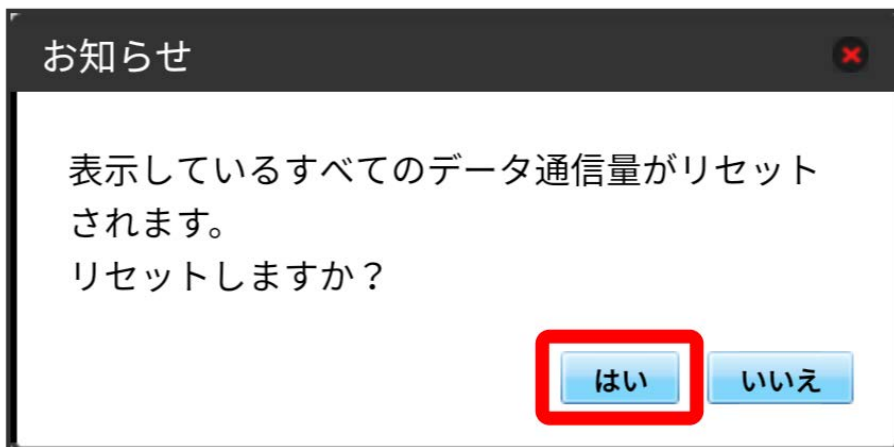 お知らせ
表示しているすべてのデータ通信量がリセット
されます。
リセットしますか？
はい いいえ